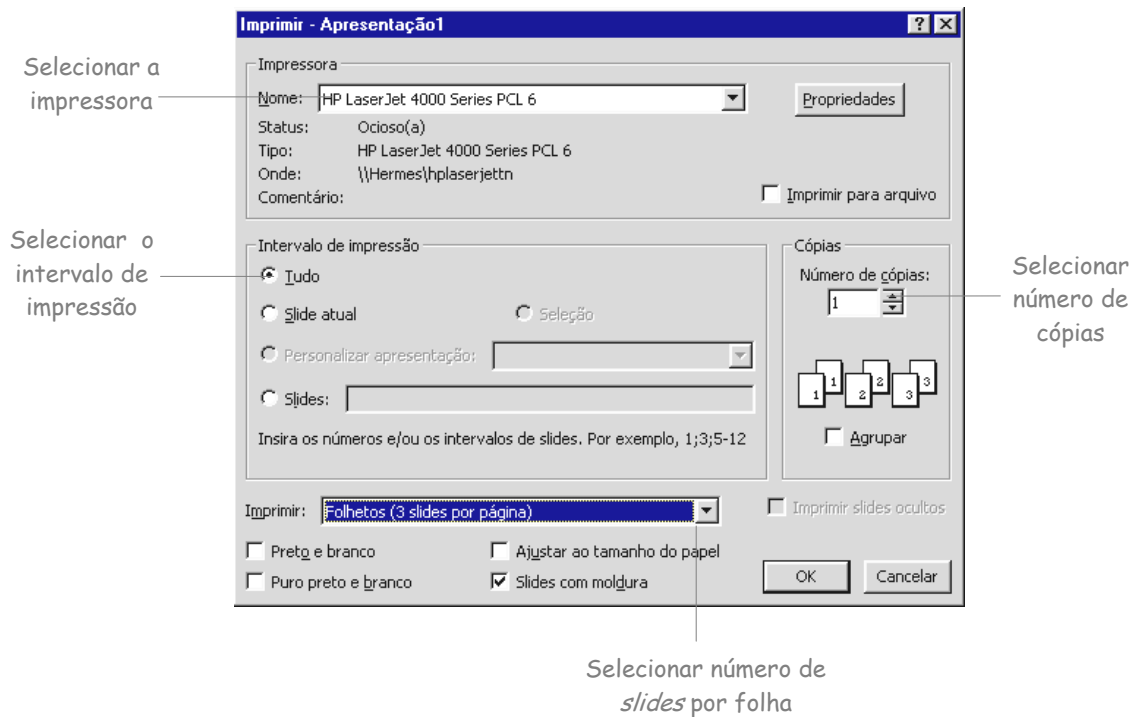 Imprimir - Apresentação1
Selecionar a
impressora
Impressora
Nome: HP LaserJet 4000 Series PCL 6
Propriedades
Status: Ocioso(a)
Tipo: HP LaserJet 4000 Series PCL 6
Onde: \\Hermes\hplaserjettn
Comentário:
Imprimir para arquivo
Selecionar o
intervalo de
impressão
Intervalo de impressão
Tudo
Slide atual
Seleção
Personalizar apresentação:
Slides:
Insira os números e/ou os intervalos de slides. Por exemplo, 1;3;5-12
Cópias
Número de cópias:
1
1 1 2 2 3 3
Agrupar
Selecionar
número de
cópias
Imprimir: Folhetos (3 slides por página)
Imprimir slides ocultos
Preto e branco
Ajustar ao tamanho do papel
Puro preto e branco
Slides com moldura
OK
Cancelar
Selecionar número de
slides por folha